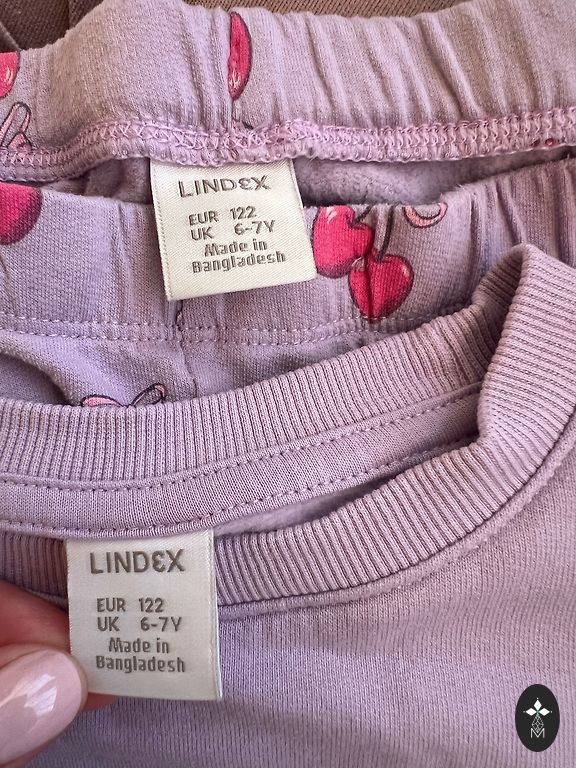 LINDEX
EUR 122
UK 6-7Y
Made in
Bangladesh
LINDEX
EUR 122
UK 6-7Y
Made in
Bangladesh
M